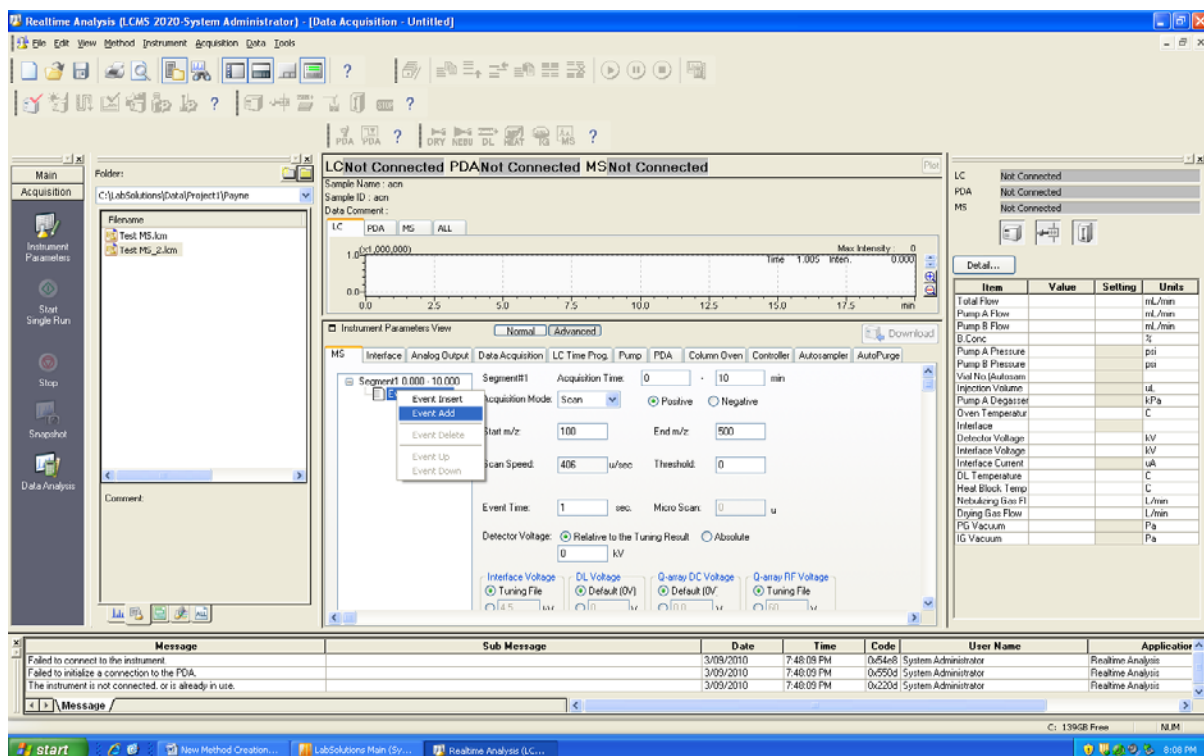 Realtime Analysis (LCMS 2020-System Administrator) - [Data Acquisition - Untitled]
File Edit View Method Instrument Acquisition Data Tools
PDA PDA DRY NEBU DL HEAT IG MS
Main
Acquisition
Instrument
Parameters
Start
Single Run
Stop
Snapshot
Data Analysis
Folder:
C:\LabSolutions\Data\Project1\Payne
Filename
Test MS.lcm
Test MS_2.lcm
Comment:
LC Not Connected PDA Not Connected MS Not Connected
Plot
Sample Name : acn
Sample ID : acn
Data Comment :
LC PDA MS ALL
(x1,000,000)
Max Intensity : 0
Time 1.005 Inten. 0.000
1.0
0.0
0.0 2.5 5.0 7.5 10.0 12.5 15.0 17.5 min
Instrument Parameters View Normal Advanced Download
MS Interface Analog Output Data Acquisition LC Time Prog. Pump PDA Column Oven Controller Autosampler AutoPurge
Segment1 0.000 - 10.000
Event Insert
Event Add
Event Delete
Event Up
Event Down
Segment#1 Acquisition Time: 0 - 10 min
Acquisition Mode: Scan Positive Negative
Start m/z: 100 End m/z: 500
Scan Speed: 406 u/sec Threshold: 0
Event Time: 1 sec. Micro Scan: 0 u
Detector Voltage: Relative to the Tuning Result Absolute
0 kV
Interface Voltage DL Voltage Q-array DC Voltage Q-array RF Voltage
Tuning File Default (0V) Default (0V) Tuning File
4.5 kV 0 V 0.0 V 60 V
LC Not Connected
PDA Not Connected
MS Not Connected
Detail...
Item Value Setting Units
Total Flow mL/min
Pump A Flow mL/min
Pump B Flow mL/min
B.Conc %
Pump A Pressure psi
Pump B Pressure psi
Vial No.(Autosam
Injection Volume uL
Pump A Degasser kPa
Oven Temperatur C
Interface
Detector Voltage kV
Interface Voltage kV
Interface Current uA
DL Temperature C
Heat Block Temp C
Nebulizing Gas Fl L/min
Drying Gas Flow L/min
PG Vacuum Pa
IG Vacuum Pa
Message Sub Message Date Time Code User Name Application
Failed to connect to the instrument. 3/09/2010 7:48:09 PM 0x54e8 System Administrator Realtime Analysis
Failed to initialize a connection to the PDA. 3/09/2010 7:48:09 PM 0x550d System Administrator Realtime Analysis
The instrument is not connected, or is already in use. 3/09/2010 7:48:09 PM 0x220d System Administrator Realtime Analysis
Message
C: 139GB Free NUM
start New Method Creation... LabSolutions Main (Sy... Realtime Analysis (LC... 8:08 PM